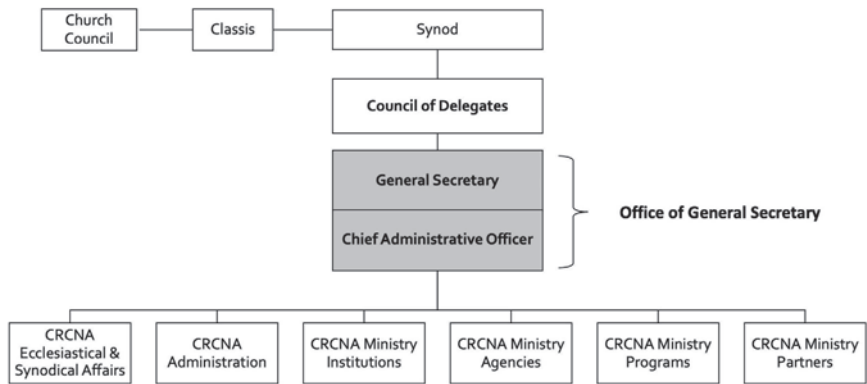 Church
Council
Classis
Synod
Council of Delegates
General Secretary
Chief Administrative Officer
Office of General Secretary
CRCNA
Ecclesiastical &
Synodical Affairs
CRCNA
Administration
CRCNA Ministry
Institutions
CRCNA Ministry
Agencies
CRCNA Ministry
Programs
CRCNA Ministry
Partners